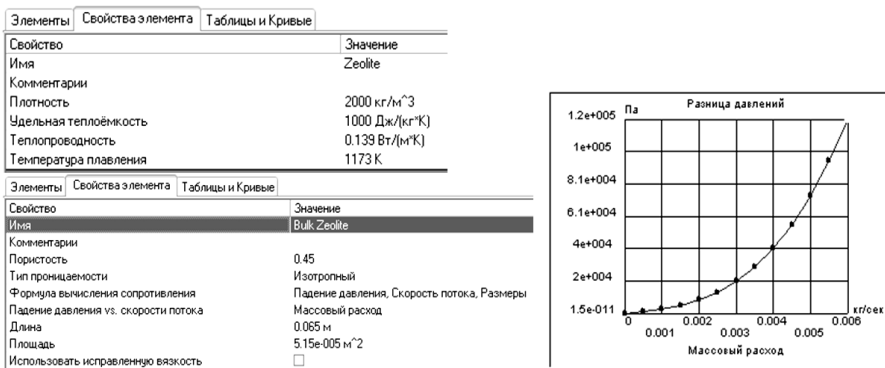 Элементы Свойства элемента Таблицы и Кривые
Свойство Значение
Имя Zeolite
Комментарии
Плотность 2000 кг/м^3
Удельная теплоёмкость 1000 Дж/(кг*К)
Теплопроводность 0.139 Вт/(м*К)
Температура плавления 1173 К
Элементы Свойства элемента Таблицы и Кривые
Свойство Значение
Имя Bulk Zeolite
Комментарии
Пористость 0.45
Тип проницаемости Изотропный
Формула вычисления сопротивления Падение давления, Скорость потока, Размеры
Падение давления vs. скорости потока Массовый расход
Длина 0.065 м
Площадь 5.15e-005 м^2
Использовать исправленную вязкость
Па Разница давлений
1.2e+005
1e+005
8.1e+004
6.1e+004
4e+004
2e+004
1.5e-011 кг/сек
0 0.002 0.004 0.006
0.001 0.003 0.005
Массовый расход